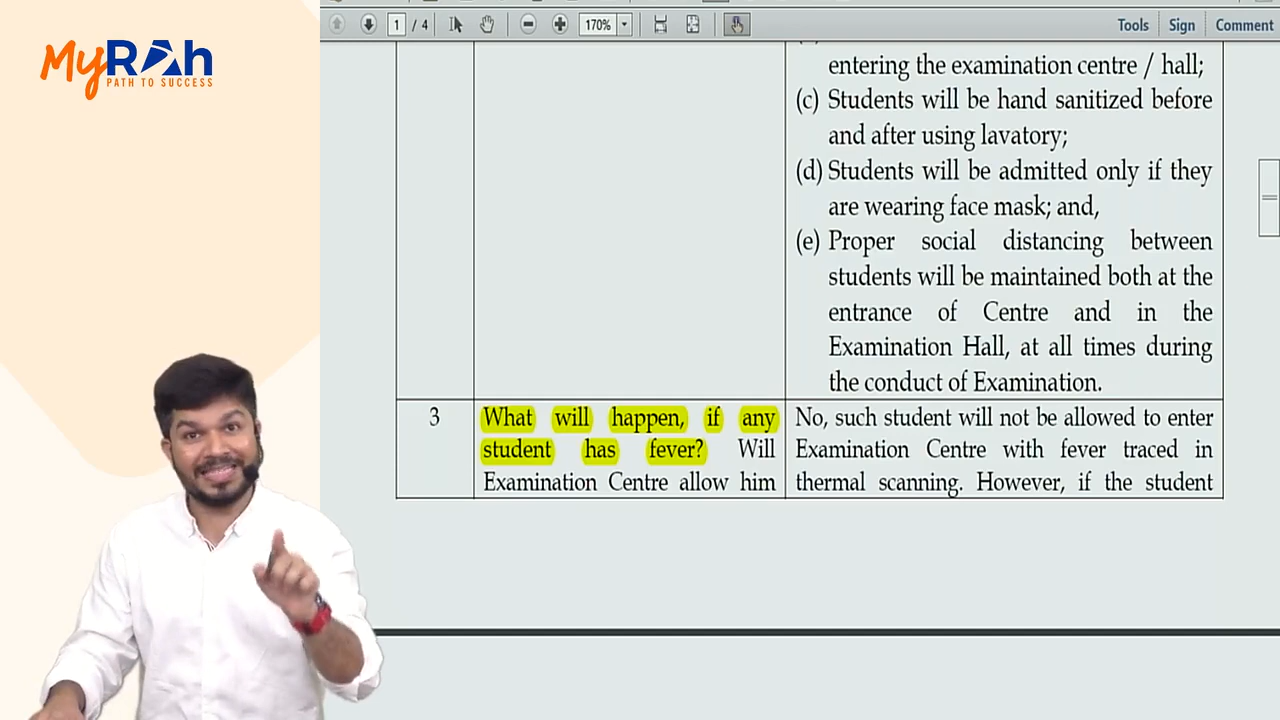 MyRAh
PATH TO SUCCESS
1 / 4
170%
Tools
Sign
Comment
entering the examination centre / hall;
(c) Students will be hand sanitized before
and after using lavatory;
(d) Students will be admitted only if they
are wearing face mask; and,
(e) Proper social distancing between
students will be maintained both at the
entrance of Centre and in the
Examination Hall, at all times during
the conduct of Examination.
3
What will happen, if any
student has fever? Will
Examination Centre allow him
No, such student will not be allowed to enter
Examination Centre with fever traced in
thermal scanning. However, if the student